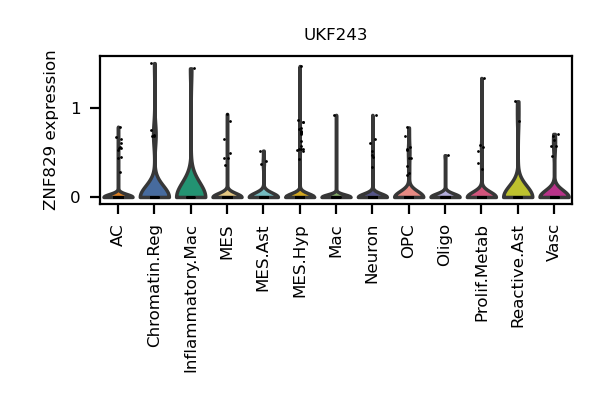 UKF243
ZNF829 expression
1
0
AC
Chromatin.Reg
Inflammatory.Mac
MES
MES.Ast
MES.Hyp
Mac
Neuron
OPC
Oligo
Prolif.Metab
Reactive.Ast
Vasc